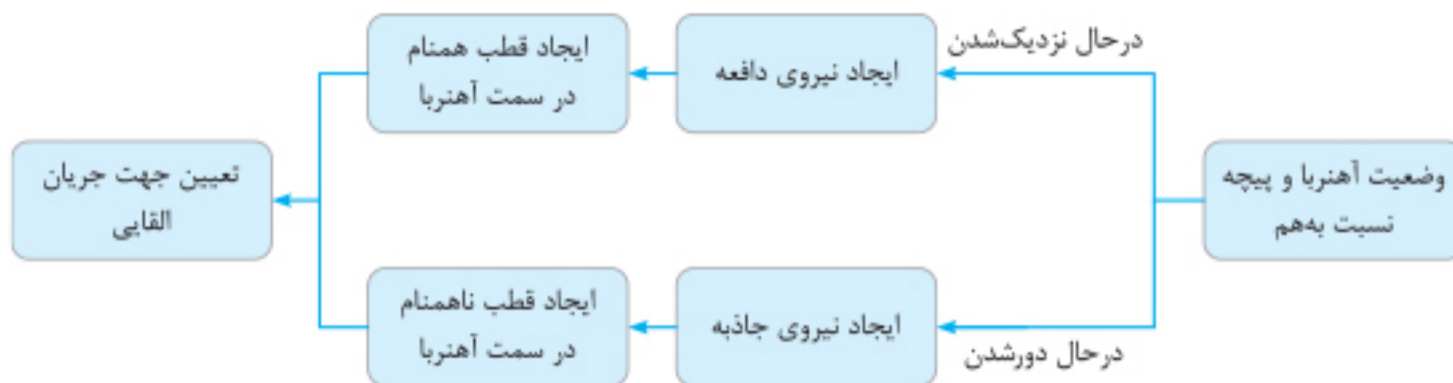 وضعیت آهنربا و پیچه
نسبت به‌هم
درحال نزدیک‌شدن
ایجاد نیروی دافعه
ایجاد قطب همنام
در سمت آهنربا
درحال دورشدن
ایجاد نیروی جاذبه
ایجاد قطب ناهمنام
در سمت آهنربا
تعیین جهت جریان
القایی